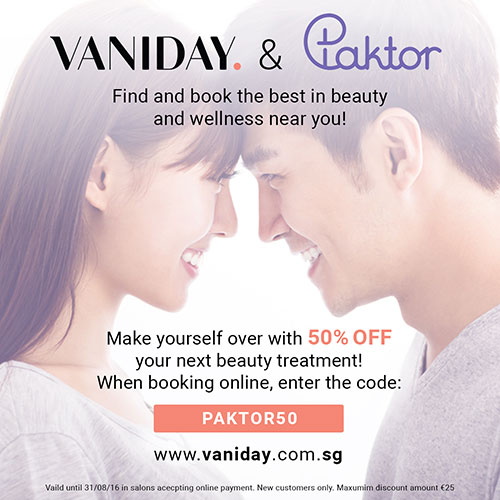 VANIDAY. & Paktor
Find and book the best in beauty
and wellness near you!
Make yourself over with 50% OFF
your next beauty treatment!
When booking online, enter the code:
PAKTOR50
www.vaniday.com.sg
Vaild until 31/08/16 in salons acecpting online payment. New customers only. Maxumim discount amount €25